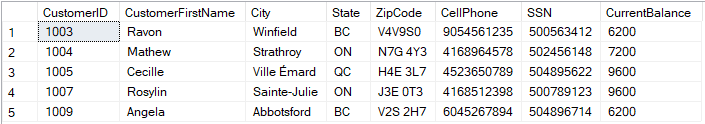 CustomerID CustomerFirstName City State ZipCode CellPhone SSN CurrentBalance
1 1003 Ravon Winfield BC V4V9S0 9054561235 500563412 6200
2 1004 Mathew Strathroy ON N7G 4Y3 4168964578 502456148 7200
3 1005 Cecille Ville Émard QC H4E 3L7 4523650789 504895622 9600
4 1007 Rosylin Sainte-Julie ON J3E 0T3 4168512398 500789123 9600
5 1009 Angela Abbotsford BC V2S 2H7 6045267894 504896714 6200